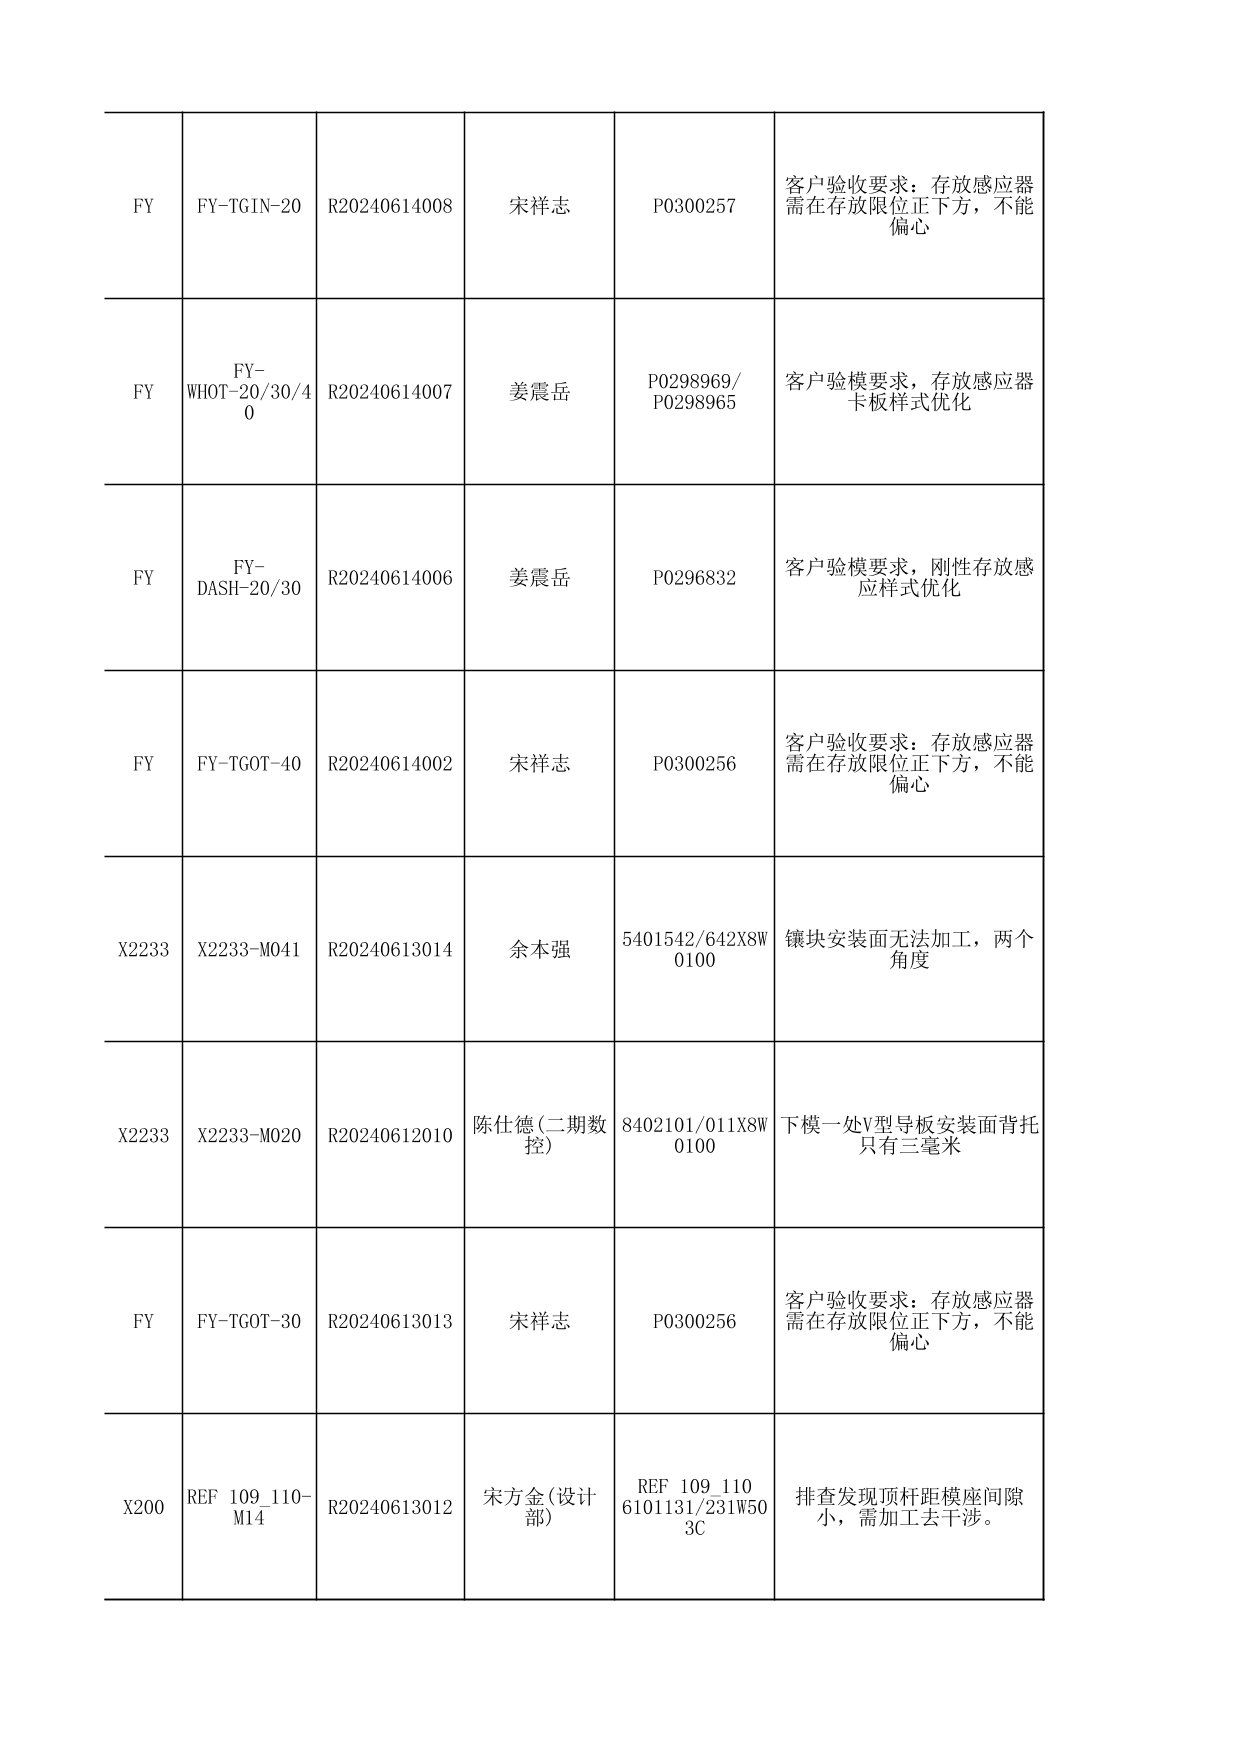 FY
FY-TGIN-20
R20240614008
宋祥志
P0300257
客户验收要求：存放感应器
需在存放限位正下方，不能
偏心
FY
FY-
WHOT-20/30/4
0
R20240614007
姜震岳
P0298969/
P0298965
客户验模要求，存放感应器
卡板样式优化
FY
FY-
DASH-20/30
R20240614006
姜震岳
P0296832
客户验模要求，刚性存放感
应样式优化
FY
FY-TGOT-40
R20240614002
宋祥志
P0300256
客户验收要求：存放感应器
需在存放限位正下方，不能
偏心
X2233
X2233-M041
R20240613014
余本强
5401542/642X8W
0100
镶块安装面无法加工，两个
角度
X2233
X2233-M020
R20240612010
陈仕德(二期数
控)
8402101/011X8W
0100
下模一处V型导板安装面背托
只有三毫米
FY
FY-TGOT-30
R20240613013
宋祥志
P0300256
客户验收要求：存放感应器
需在存放限位正下方，不能
偏心
X200
REF 109_110-
M14
R20240613012
宋方金(设计
部)
REF 109_110
6101131/231W50
3C
排查发现顶杆距模座间隙
小，需加工去干涉。